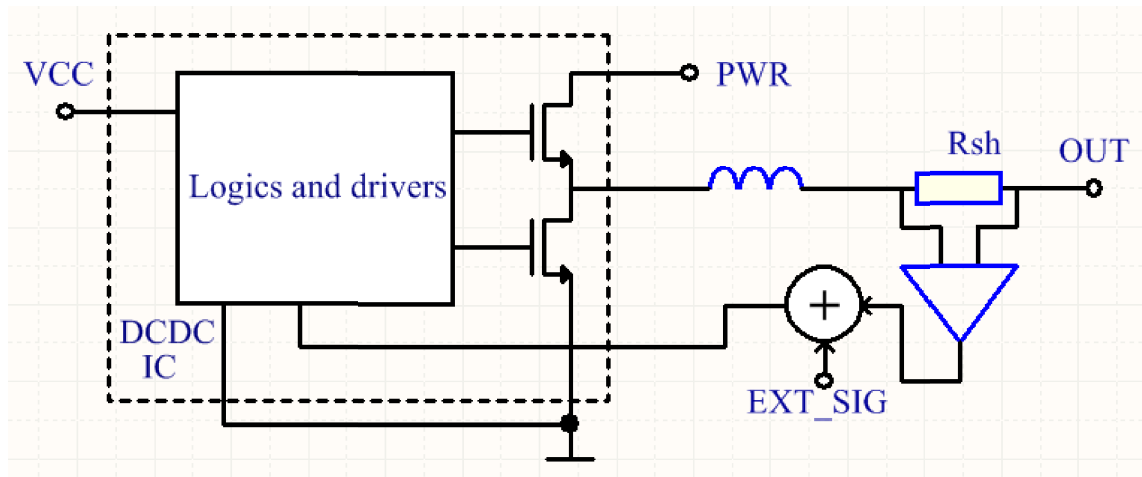 VCC
PWR
Rsh
OUT
Logics and drivers
+
DCDC
IC
EXT_SIG